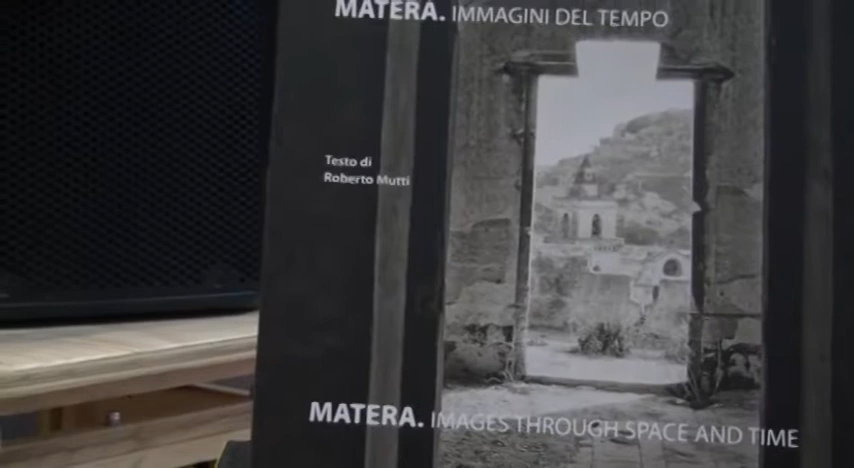 MATERA. IMMAGINI DEL TEMPO
Testo di
Roberto Mutti
MATERA. IMAGES THROUGH SPACE AND TIME